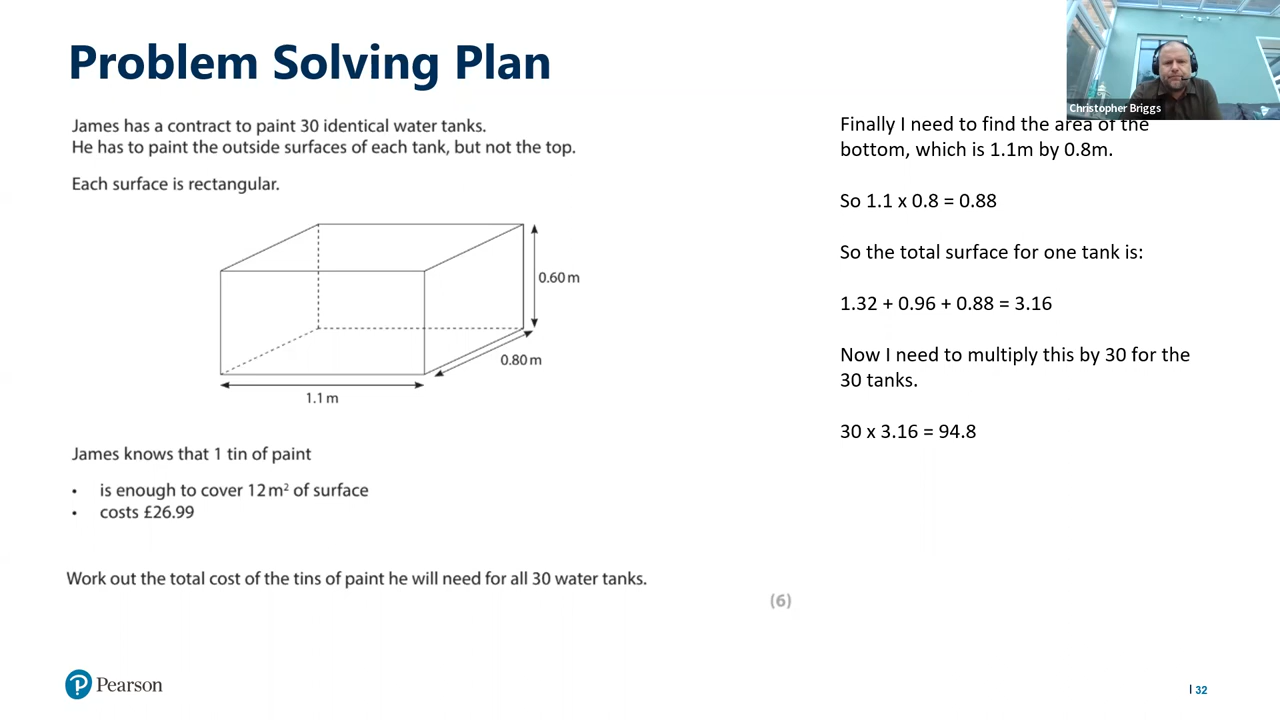 Problem Solving Plan
Christopher Briggs
James has a contract to paint 30 identical water tanks.
He has to paint the outside surfaces of each tank, but not the top.
Each surface is rectangular.
0.60 m
0.80 m
1.1 m
James knows that 1 tin of paint
• is enough to cover 12 m² of surface
• costs £26.99
Work out the total cost of the tins of paint he will need for all 30 water tanks.
(6)
Finally I need to find the area of the
bottom, which is 1.1m by 0.8m.
So 1.1 x 0.8 = 0.88
So the total surface for one tank is:
1.32 + 0.96 + 0.88 = 3.16
Now I need to multiply this by 30 for the
30 tanks.
30 x 3.16 = 94.8
Pearson
32